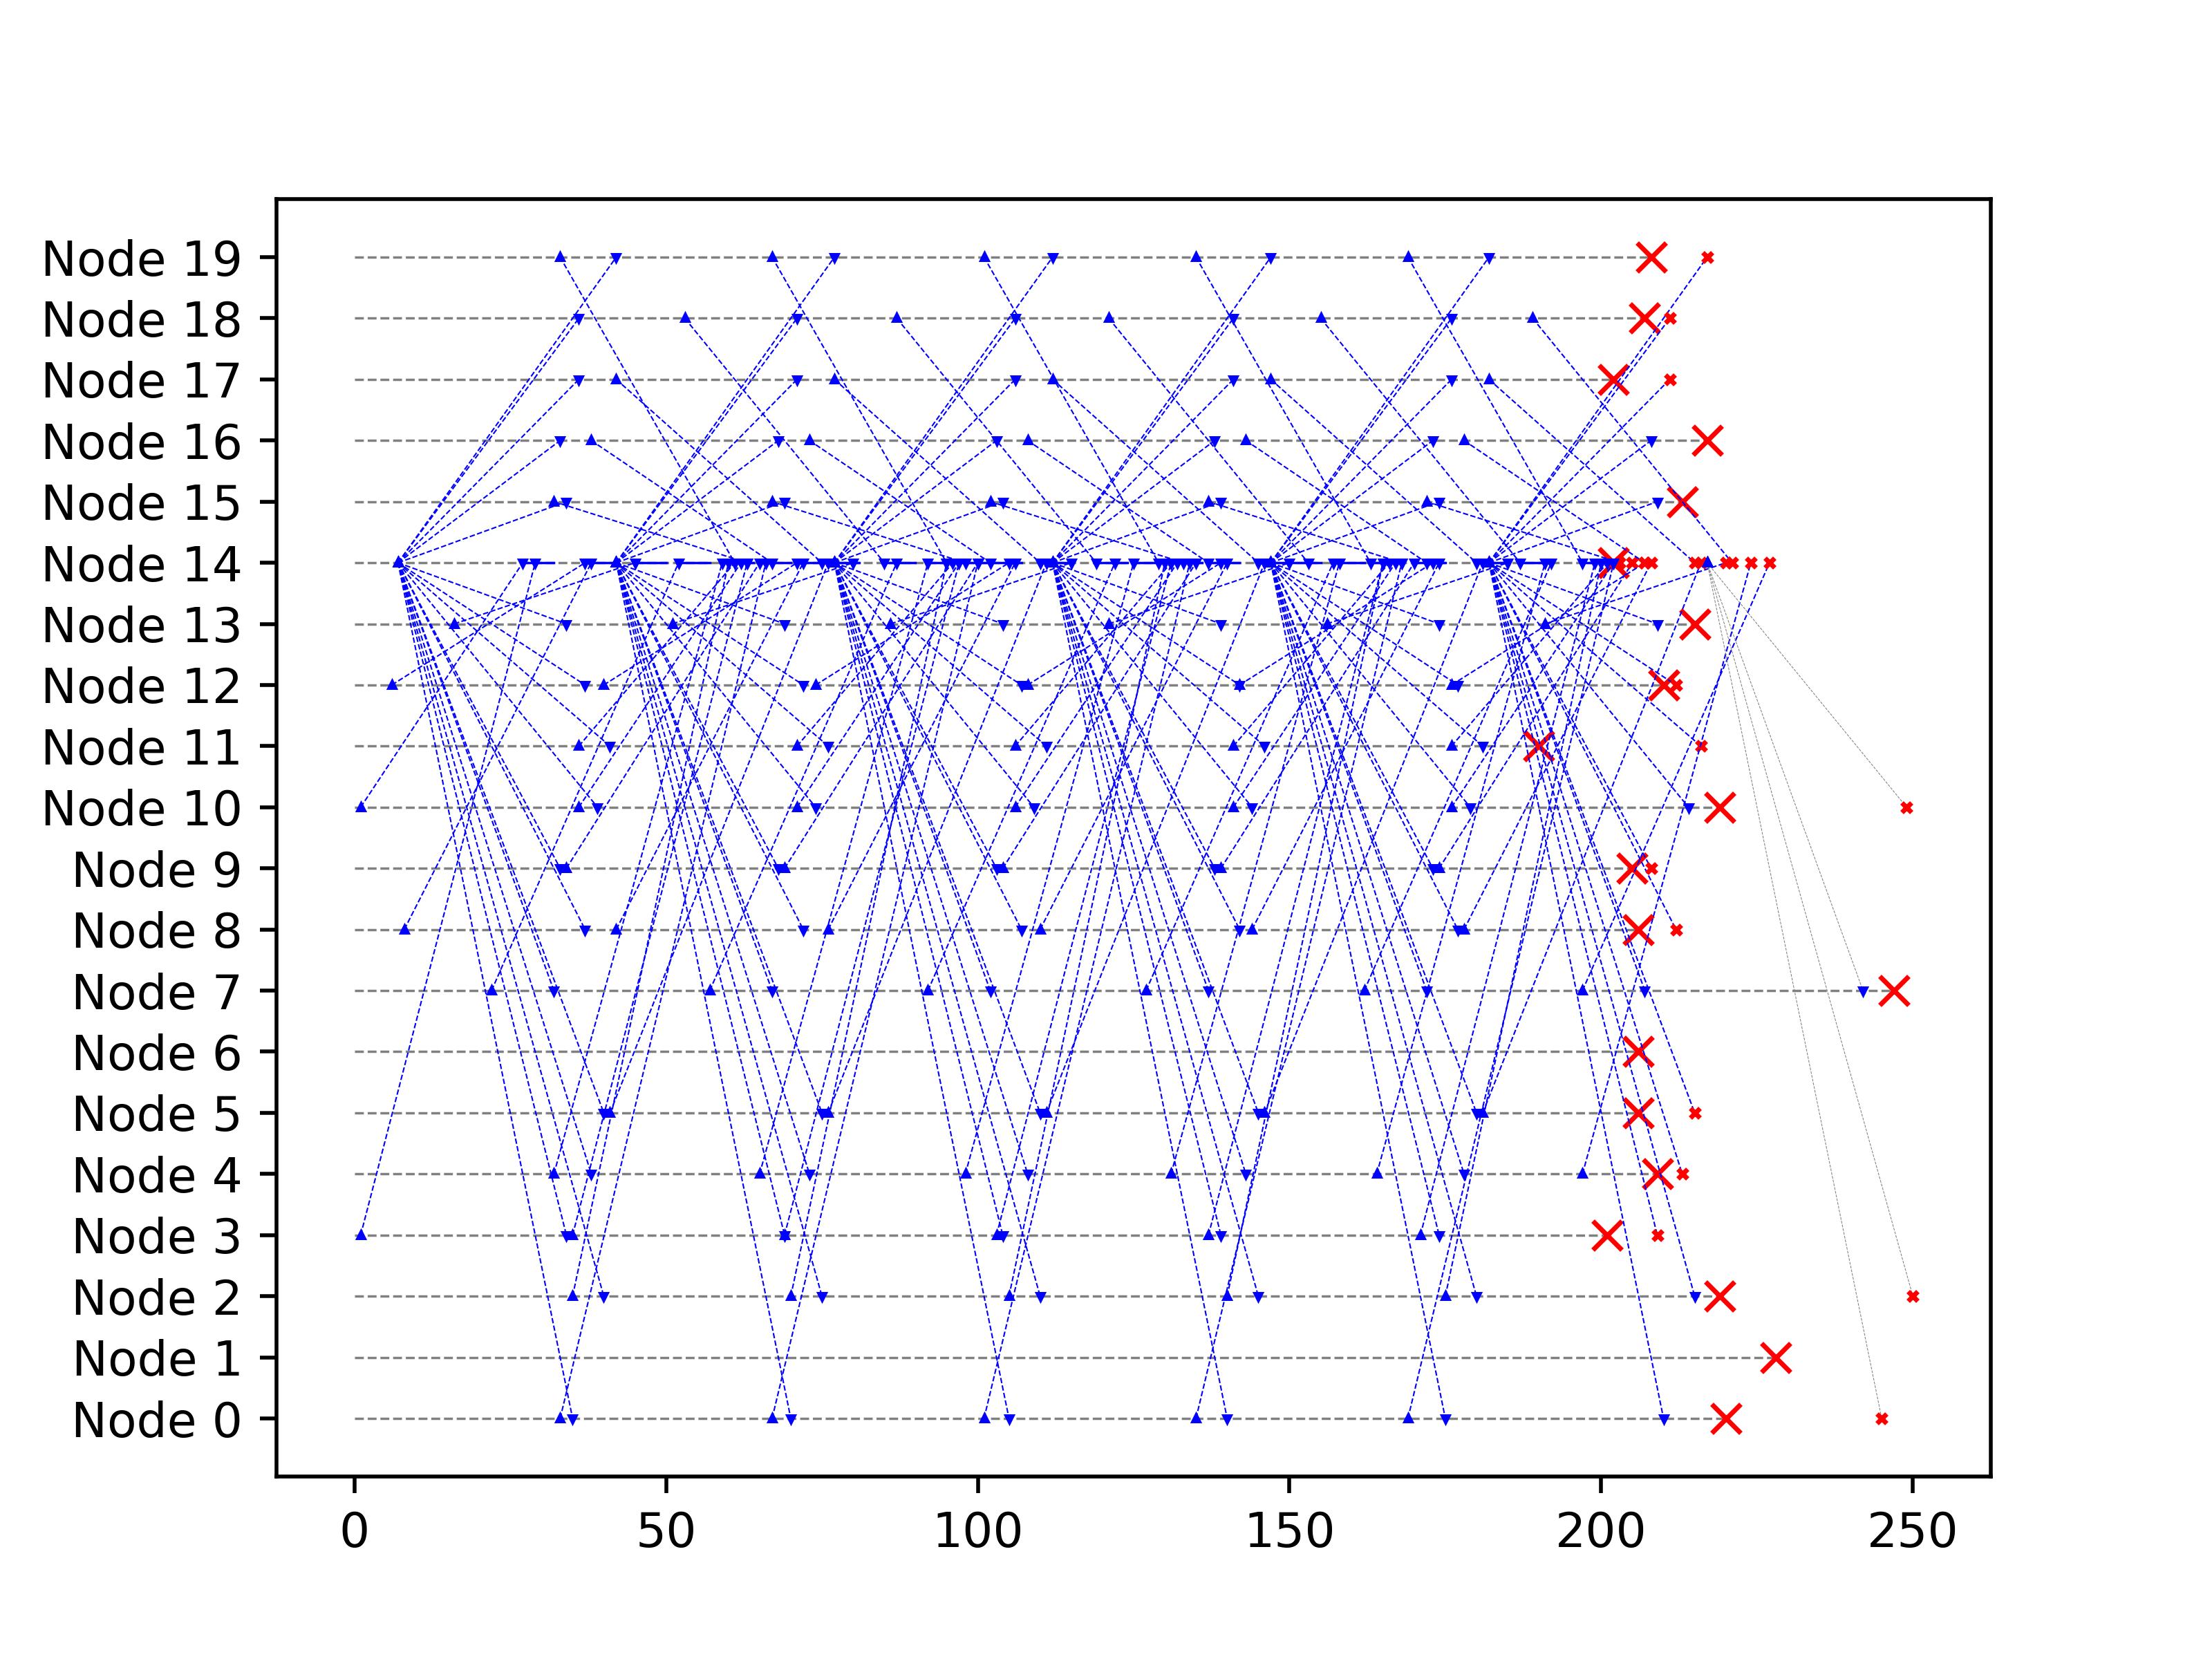 Node 19
Node 18
Node 17
Node 16
Node 15
Node 14
Node 13
Node 12
Node 11
Node 10
Node 9
Node 8
Node 7
Node 6
Node 5
Node 4
Node 3
Node 2
Node 1
Node 0
0 50 100 150 200 250